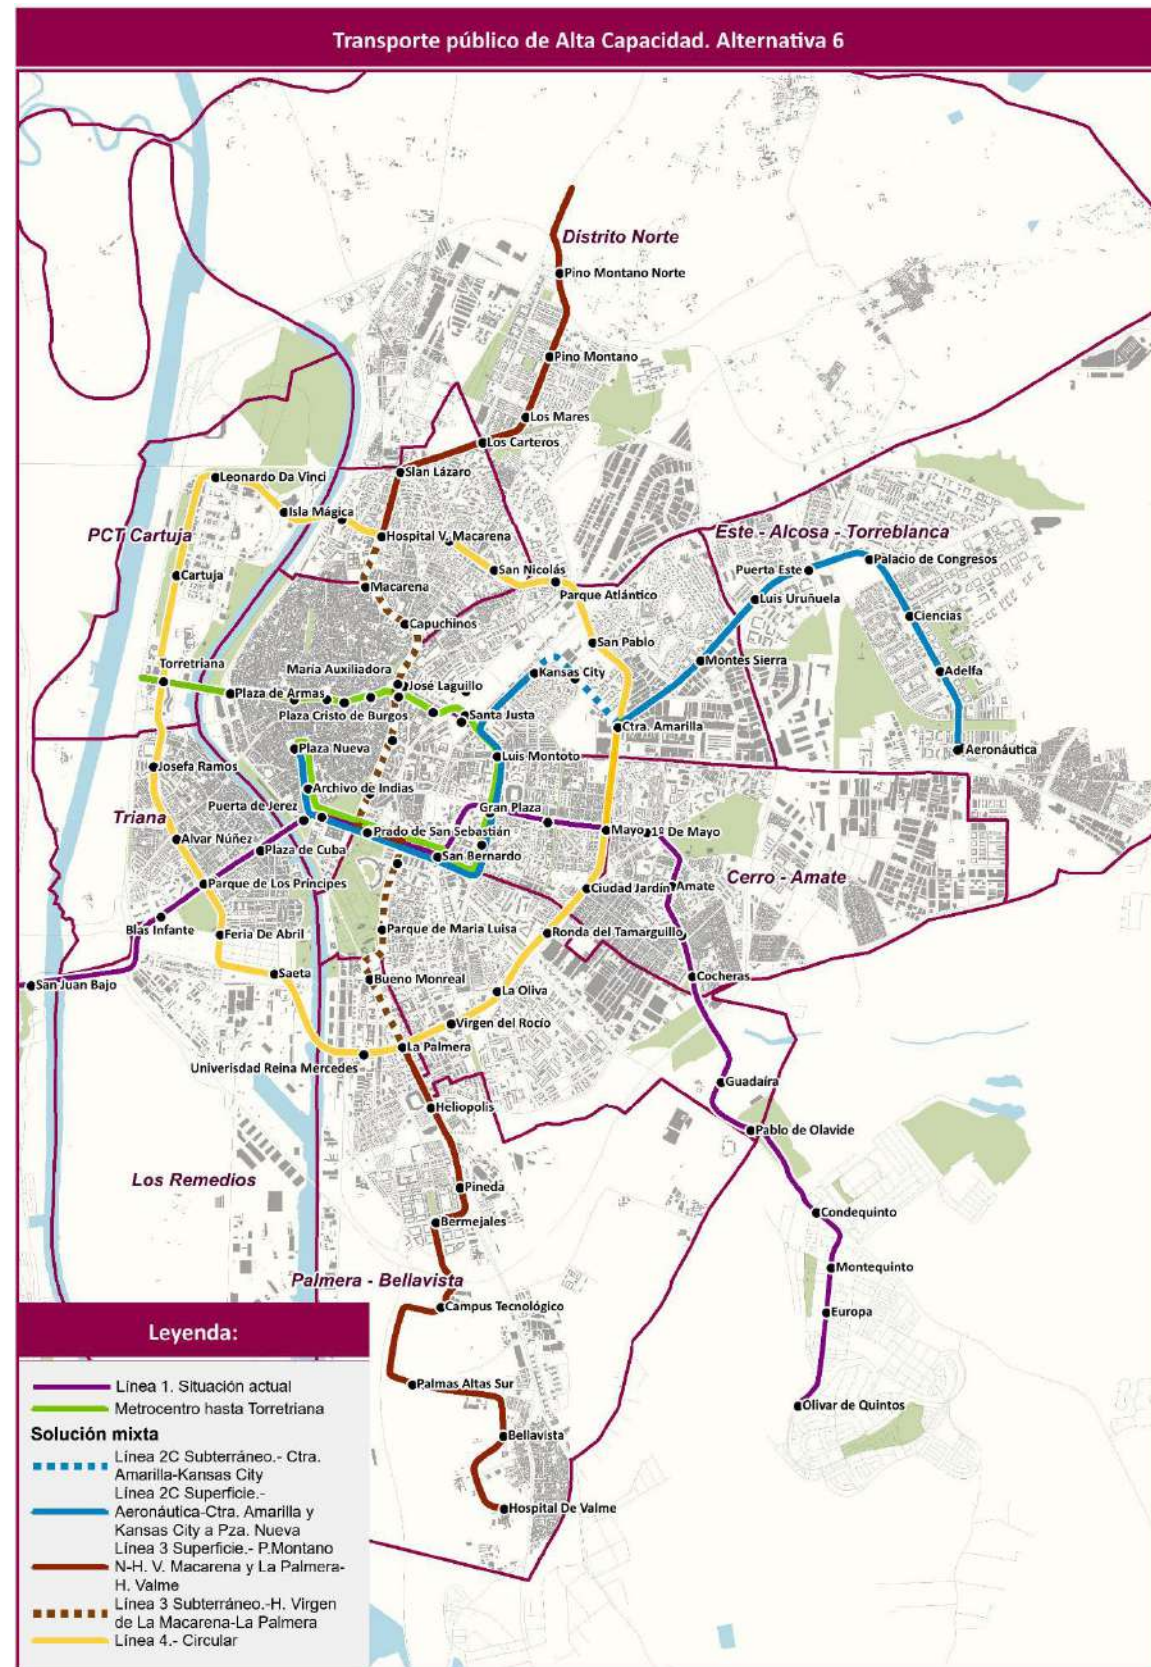 Transporte público de Alta Capacidad. Alternativa 6
Distrito Norte
Pino Montano Norte
Pino Montano
Los Mares
Los Carteros
Slan Lázaro
Leonardo Da Vinci
Isla Mágica
PCT Cartuja
Hospital V. Macarena
Este - Alcosa - Torreblanca
Palacio de Congresos
Puerta Este
San Nicolás
Cartuja
Macarena
Parque Atlántico
Luis Uruñuela
Capuchinos
Ciencias
San Pablo
Torretriana
María Auxiliadora
Montes Sierra
Kansas City
Adelfa
José Laguillo
Plaza de Armas
Plaza Cristo de Burgos
Santa Justa
Ctra. Amarilla
Plaza Nueva
Luis Montoto
Aeronáutica
Josefa Ramos
Archivo de Indias
Puerta de Jerez
Gran Plaza
Triana
Prado de San Sebastián
Mayo
1º De Mayo
Alvar Núñez
Plaza de Cuba
San Bernardo
Cerro - Amate
Parque de Los Príncipes
Ciudad Jardín
Amate
Blas Infante
Feria De Abril
Parque de Maria Luisa
Ronda del Tamarguillo
Saeta
Bueno Monreal
Cocheras
San Juan Bajo
La Oliva
Virgen del Rocío
La Palmera
Univerisdad Reina Mercedes
Guadaíra
Heliopolis
Pablo de Olavide
Los Remedios
Pineda
Bermejales
Condequinto
Montequinto
Palmera - Bellavista
Campus Tecnológico
Europa
Palmas Altas Sur
Olivar de Quintos
Bellavista
Hospital De Valme
Leyenda:
Línea 1. Situación actual
Metrocentro hasta Torretriana
Solución mixta
Línea 2C Subterráneo.- Ctra.
Amarilla-Kansas City
Línea 2C Superficie.-
Aeronáutica-Ctra. Amarilla y
Kansas City a Pza. Nueva
Línea 3 Superficie.- P.Montano
N-H. V. Macarena y La Palmera-
H. Valme
Línea 3 Subterráneo.-H. Virgen
de La Macarena-La Palmera
Línea 4.- Circular